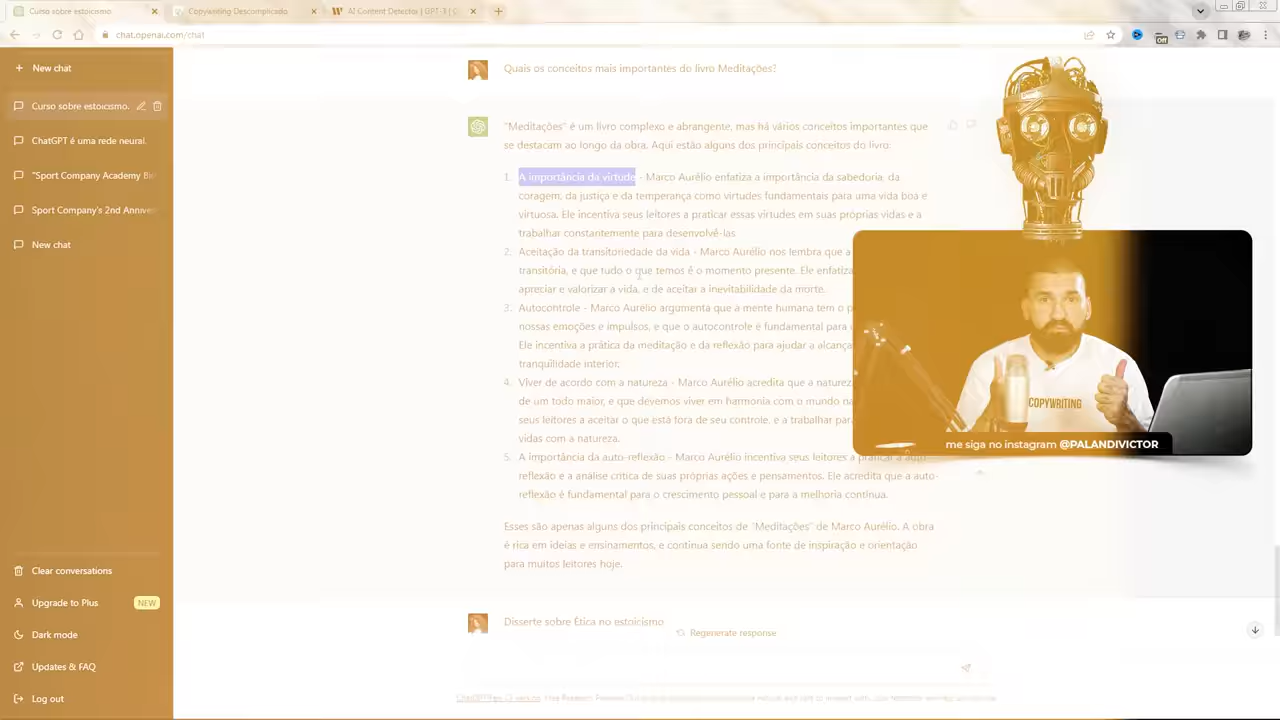 Curso sobre estoicismo
Copywriting Descomplicado
AI Content Detector | GPT-3 |
chat.openai.com/chat
Off
New chat
Curso sobre estoicismo.
ChatGPT é uma rede neural.
"Sport Company Academy Bi
Sport Company's 2nd Anniver
New chat
Clear conversations
Upgrade to Plus
NEW
Dark mode
Updates & FAQ
Log out
Quais os conceitos mais importantes do livro Meditações?
"Meditações" é um livro complexo e abrangente, mas há vários conceitos importantes que
se destacam ao longo da obra. Aqui estão alguns dos principais conceitos do livro:
1. A importância da virtude - Marco Aurélio enfatiza a importância da sabedoria, da
coragem, da justiça e da temperança como virtudes fundamentais para uma vida boa e
virtuosa. Ele incentiva seus leitores a praticar essas virtudes em suas próprias vidas e a
trabalhar constantemente para desenvolvê-las.
2. Aceitação da transitoriedade da vida - Marco Aurélio nos lembra que a
transitória, e que tudo o que temos é o momento presente. Ele enfatiza
apreciar e valorizar a vida, e de aceitar a inevitabilidade da morte.
3. Autocontrole - Marco Aurélio argumenta que a mente humana tem o p
nossas emoções e impulsos, e que o autocontrole é fundamental para
Ele incentiva a prática da meditação e da reflexão para ajudar a alcança
tranquilidade interior.
4. Viver de acordo com a natureza - Marco Aurélio acredita que a naturez
de um todo maior, e que devemos viver em harmonia com o mundo na
seus leitores a aceitar o que está fora de seu controle, e a trabalhar par
vidas com a natureza.
5. A importância da auto-reflexão - Marco Aurélio incentiva seus leitores a praticar a auto-
reflexão e a análise crítica de suas próprias ações e pensamentos. Ele acredita que a auto-
reflexão é fundamental para o crescimento pessoal e para a melhoria contínua.
Esses são apenas alguns dos principais conceitos de "Meditações" de Marco Aurélio. A obra
é rica em ideias e ensinamentos, e continua sendo uma fonte de inspiração e orientação
para muitos leitores hoje.
Disserte sobre Ética no estoicismo
Regenerate response
COPYWRITING
me siga no instagram @PALANDIVICTOR